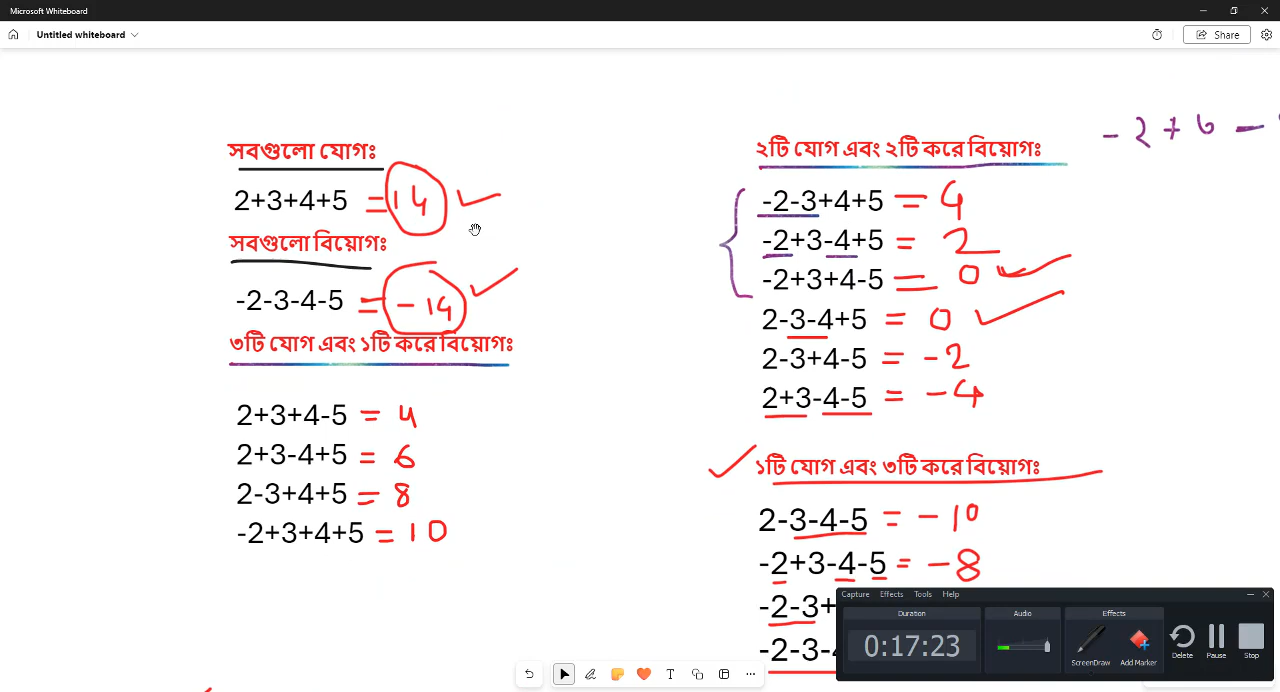 Microsoft Whiteboard
Untitled whiteboard
Share
সবগুলো যোগঃ
2+3+4+5 = 14
সবগুলো বিয়োগঃ
-2-3-4-5 = -14
৩টি যোগ এবং ১টি করে বিয়োগঃ
2+3+4-5 = 4
2+3-4+5 = 6
2-3+4+5 = 8
-2+3+4+5 = 10
-2+6-
২টি যোগ এবং ২টি করে বিয়োগঃ
-2-3+4+5 = 4
-2+3-4+5 = 2
-2+3+4-5 = 0
2-3-4+5 = 0
2-3+4-5 = -2
2+3-4-5 = -4
১টি যোগ এবং ৩টি করে বিয়োগঃ
2-3-4-5 = -10
-2+3-4-5 = -8
-2-3+
-2-3-
Capture Effects Tools Help
Duration Audio Effects
0:17:23
ScreenDraw Add Marker Delete Pause Stop